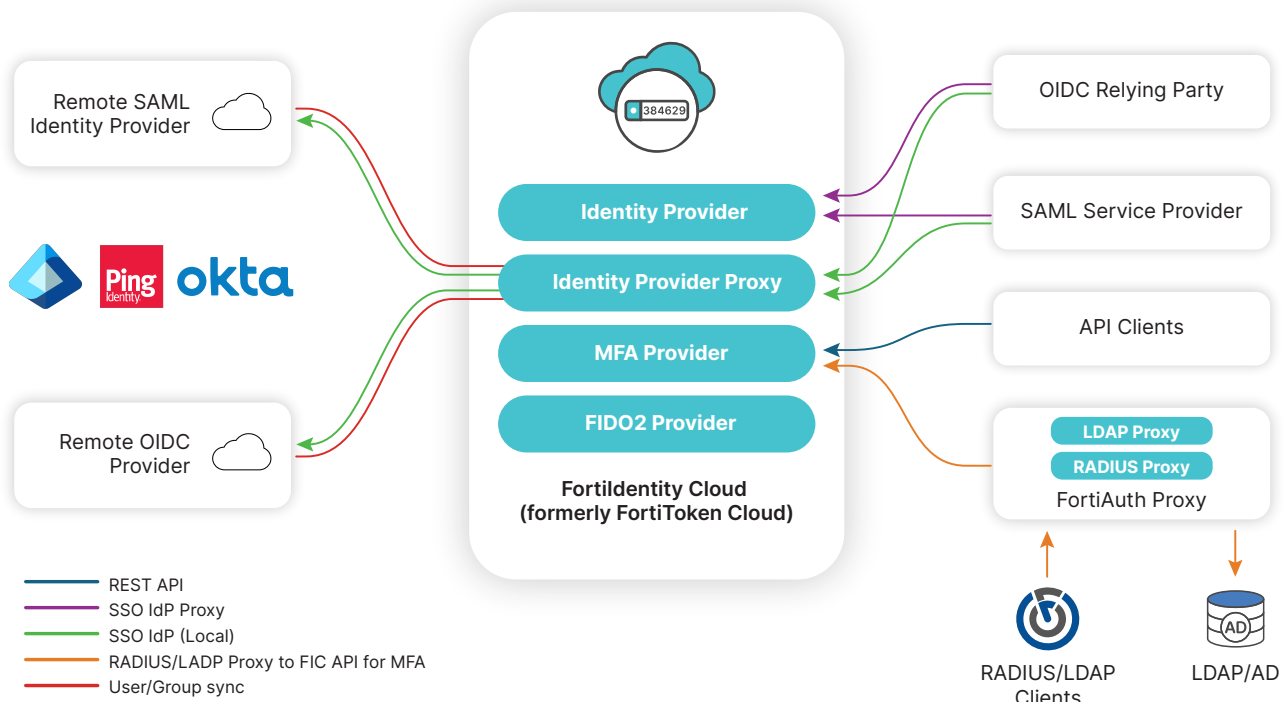 Remote SAML
Identity Provider
Ping
Identity.
okta
Remote OIDC
Provider
384629
Identity Provider
Identity Provider Proxy
MFA Provider
FIDO2 Provider
FortiIdentity Cloud
(formerly FortiToken Cloud)
OIDC Relying Party
SAML Service Provider
API Clients
LDAP Proxy
RADIUS Proxy
FortiAuth Proxy
RADIUS/LDAP
Clients
AD
LDAP/AD
REST API
SSO IdP Proxy
SSO IdP (Local)
RADIUS/LADP Proxy to FIC API for MFA
User/Group sync